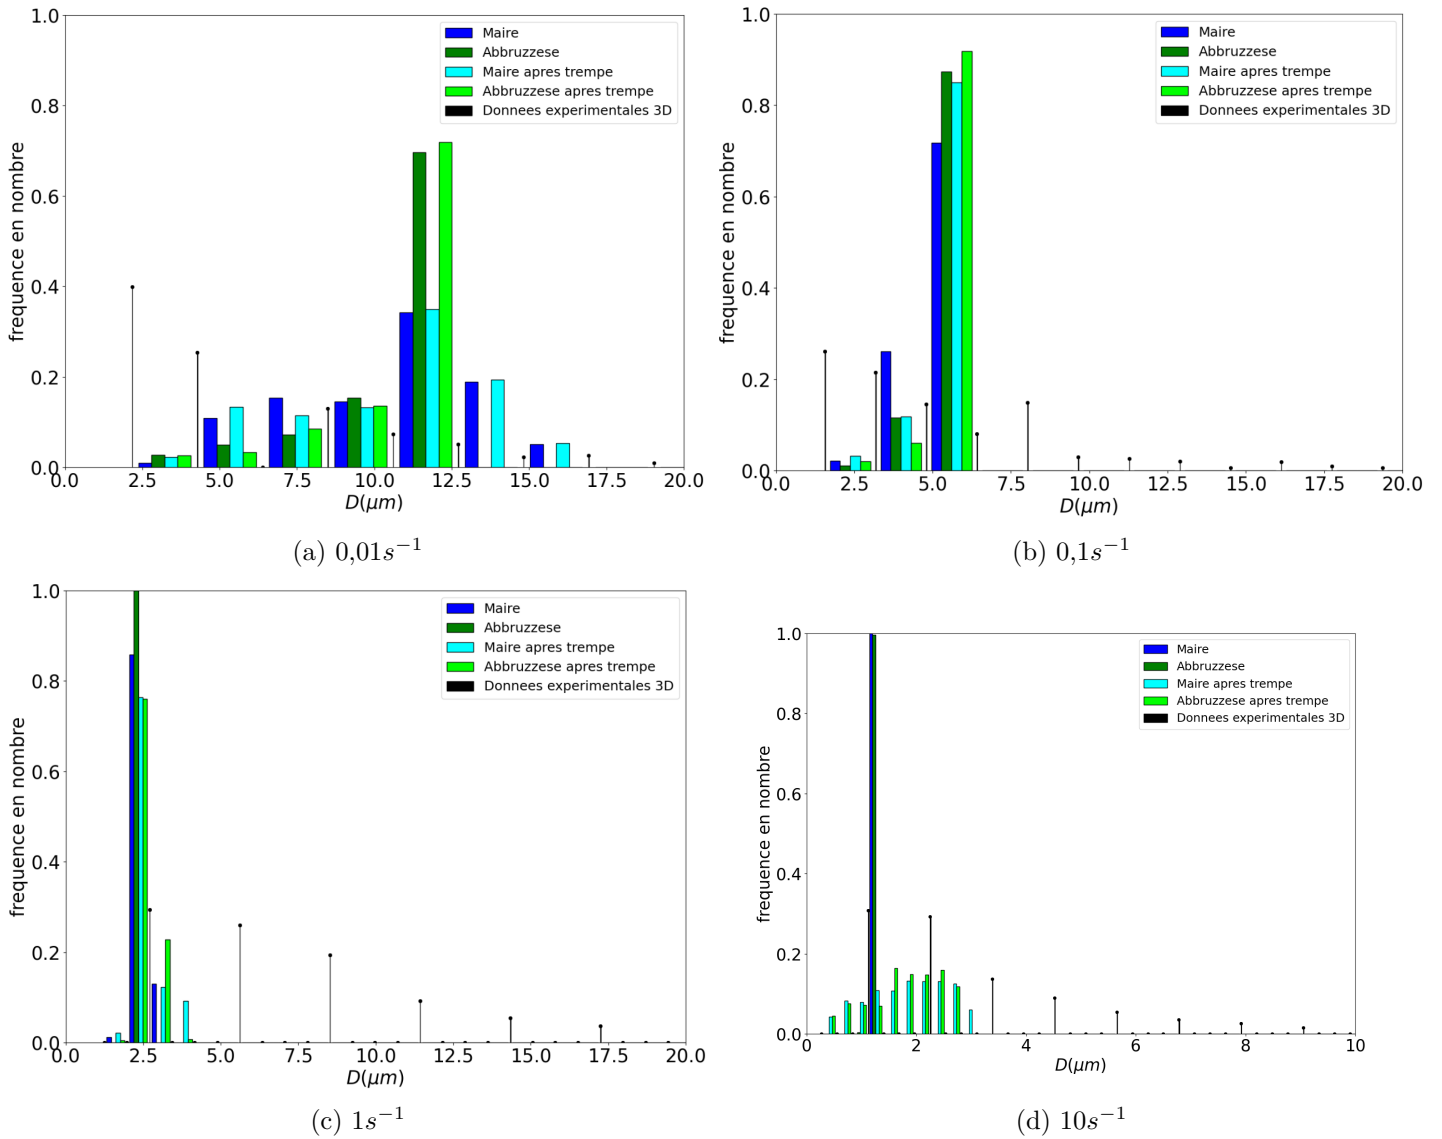 1.0
0.8
0.6
0.4
0.2
0.0
frequence en nombre
Maire
Abbruzzese
Maire apres trempe
Abbruzzese apres trempe
Donnees experimentales 3D
0.0 2.5 5.0 7.5 10.0 12.5 15.0 17.5 20.0
D(μm)
(a) 0,01s⁻¹
1.0
0.8
0.6
0.4
0.2
0.0
frequence en nombre
Maire
Abbruzzese
Maire apres trempe
Abbruzzese apres trempe
Donnees experimentales 3D
0.0 2.5 5.0 7.5 10.0 12.5 15.0 17.5 20.0
D(μm)
(b) 0,1s⁻¹
1.0
0.8
0.6
0.4
0.2
0.0
frequence en nombre
Maire
Abbruzzese
Maire apres trempe
Abbruzzese apres trempe
Donnees experimentales 3D
0.0 2.5 5.0 7.5 10.0 12.5 15.0 17.5 20.0
D(μm)
(c) 1s⁻¹
1.0
0.8
0.6
0.4
0.2
0.0
frequence en nombre
Maire
Abbruzzese
Maire apres trempe
Abbruzzese apres trempe
Donnees experimentales 3D
0 2 4 6 8 10
D(μm)
(d) 10s⁻¹